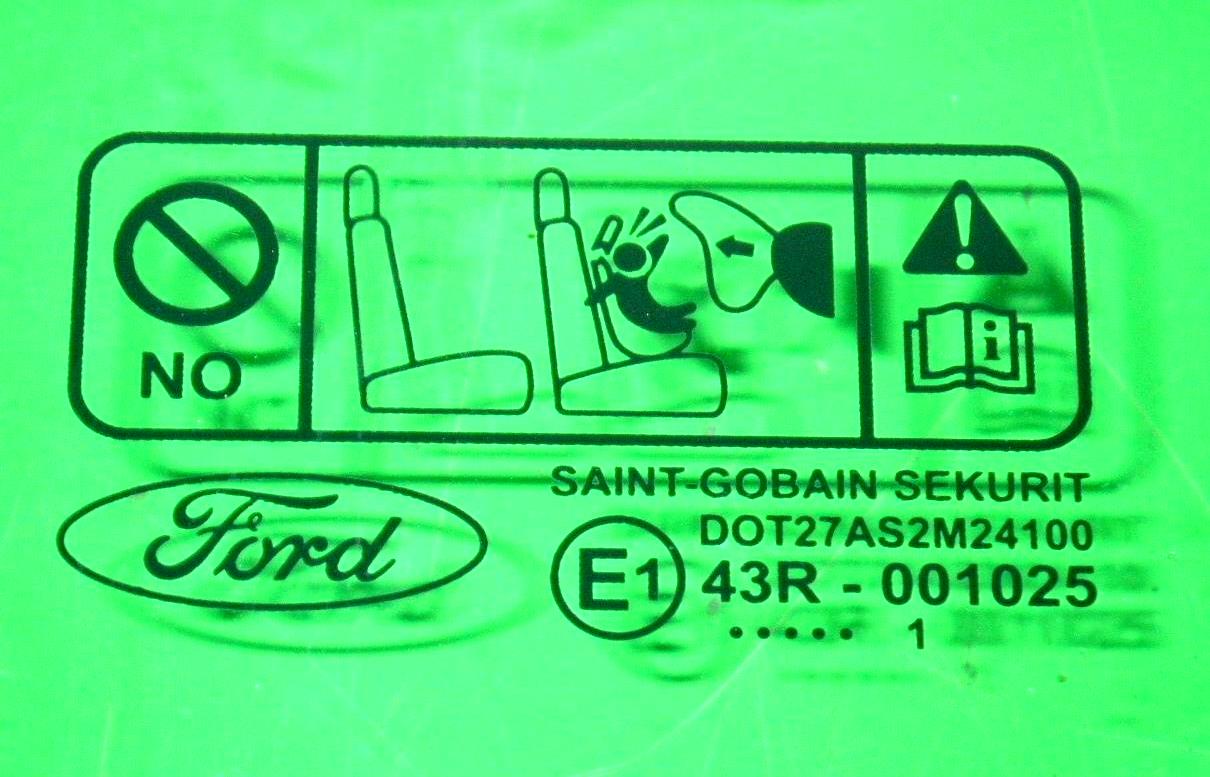 NO
i
Ford
SAINT-GOBAIN SEKURIT
DOT27AS2M24100
E1 43R - 001025
..... 1